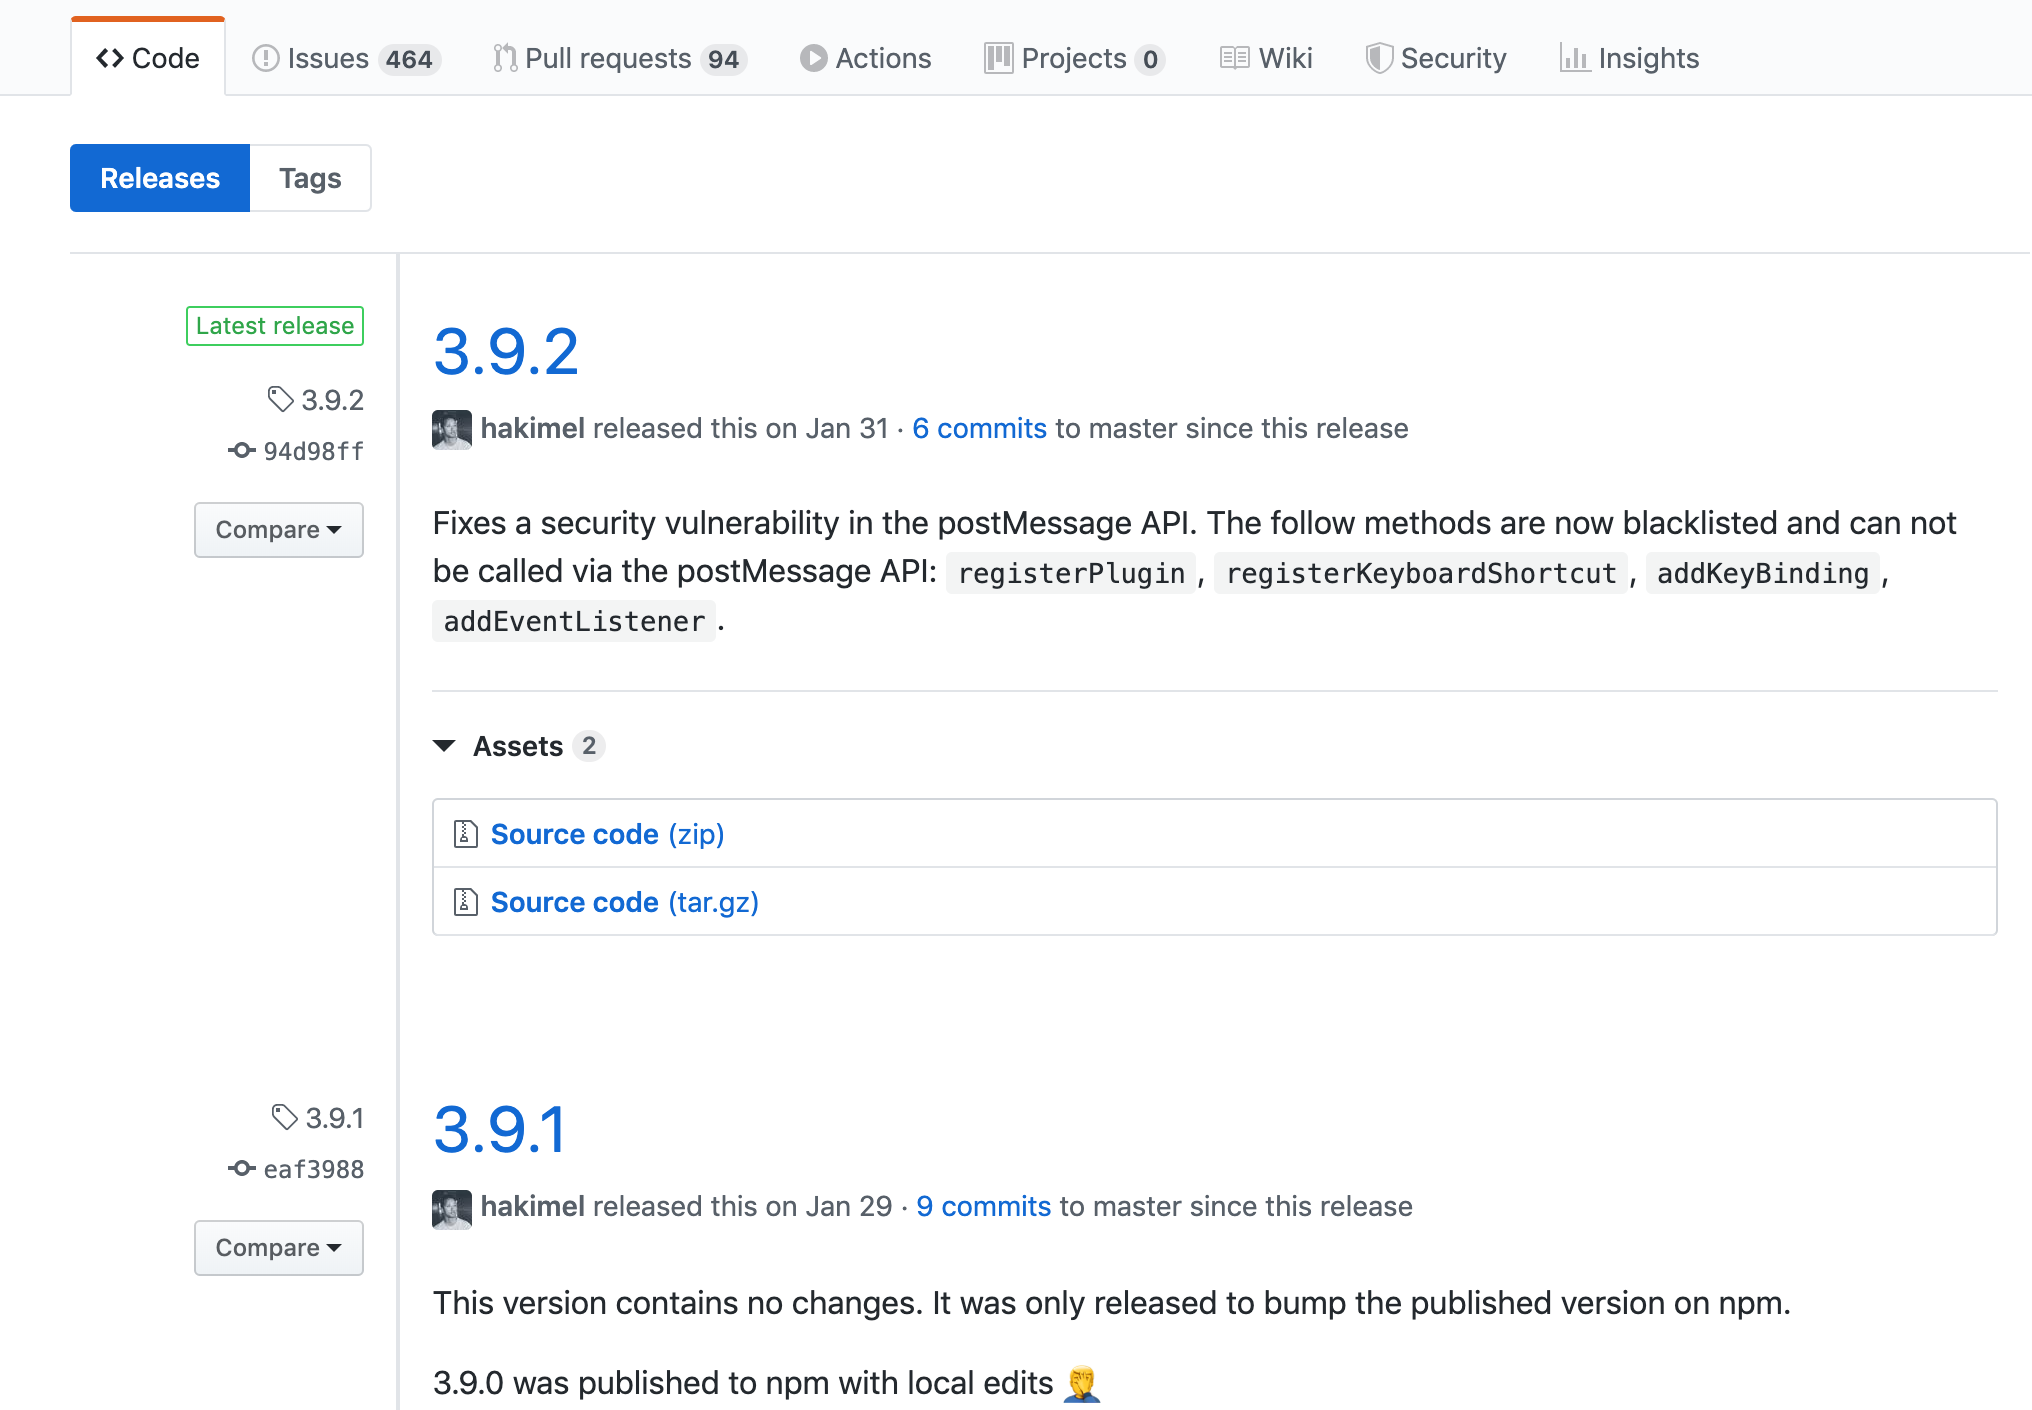 Code Issues 464 Pull requests 94 Actions Projects 0 Wiki Security Insights
Releases Tags
Latest release
3.9.2
94d98ff
Compare
3.9.2
hakimel released this on Jan 31 · 6 commits to master since this release
Fixes a security vulnerability in the postMessage API. The follow methods are now blacklisted and can not
be called via the postMessage API: registerPlugin, registerKeyboardShortcut, addKeyBinding,
addEventListener.
Assets 2
Source code (zip)
Source code (tar.gz)
3.9.1
eaf3988
Compare
3.9.1
hakimel released this on Jan 29 · 9 commits to master since this release
This version contains no changes. It was only released to bump the published version on npm.
3.9.0 was published to npm with local edits 🤦‍♂️